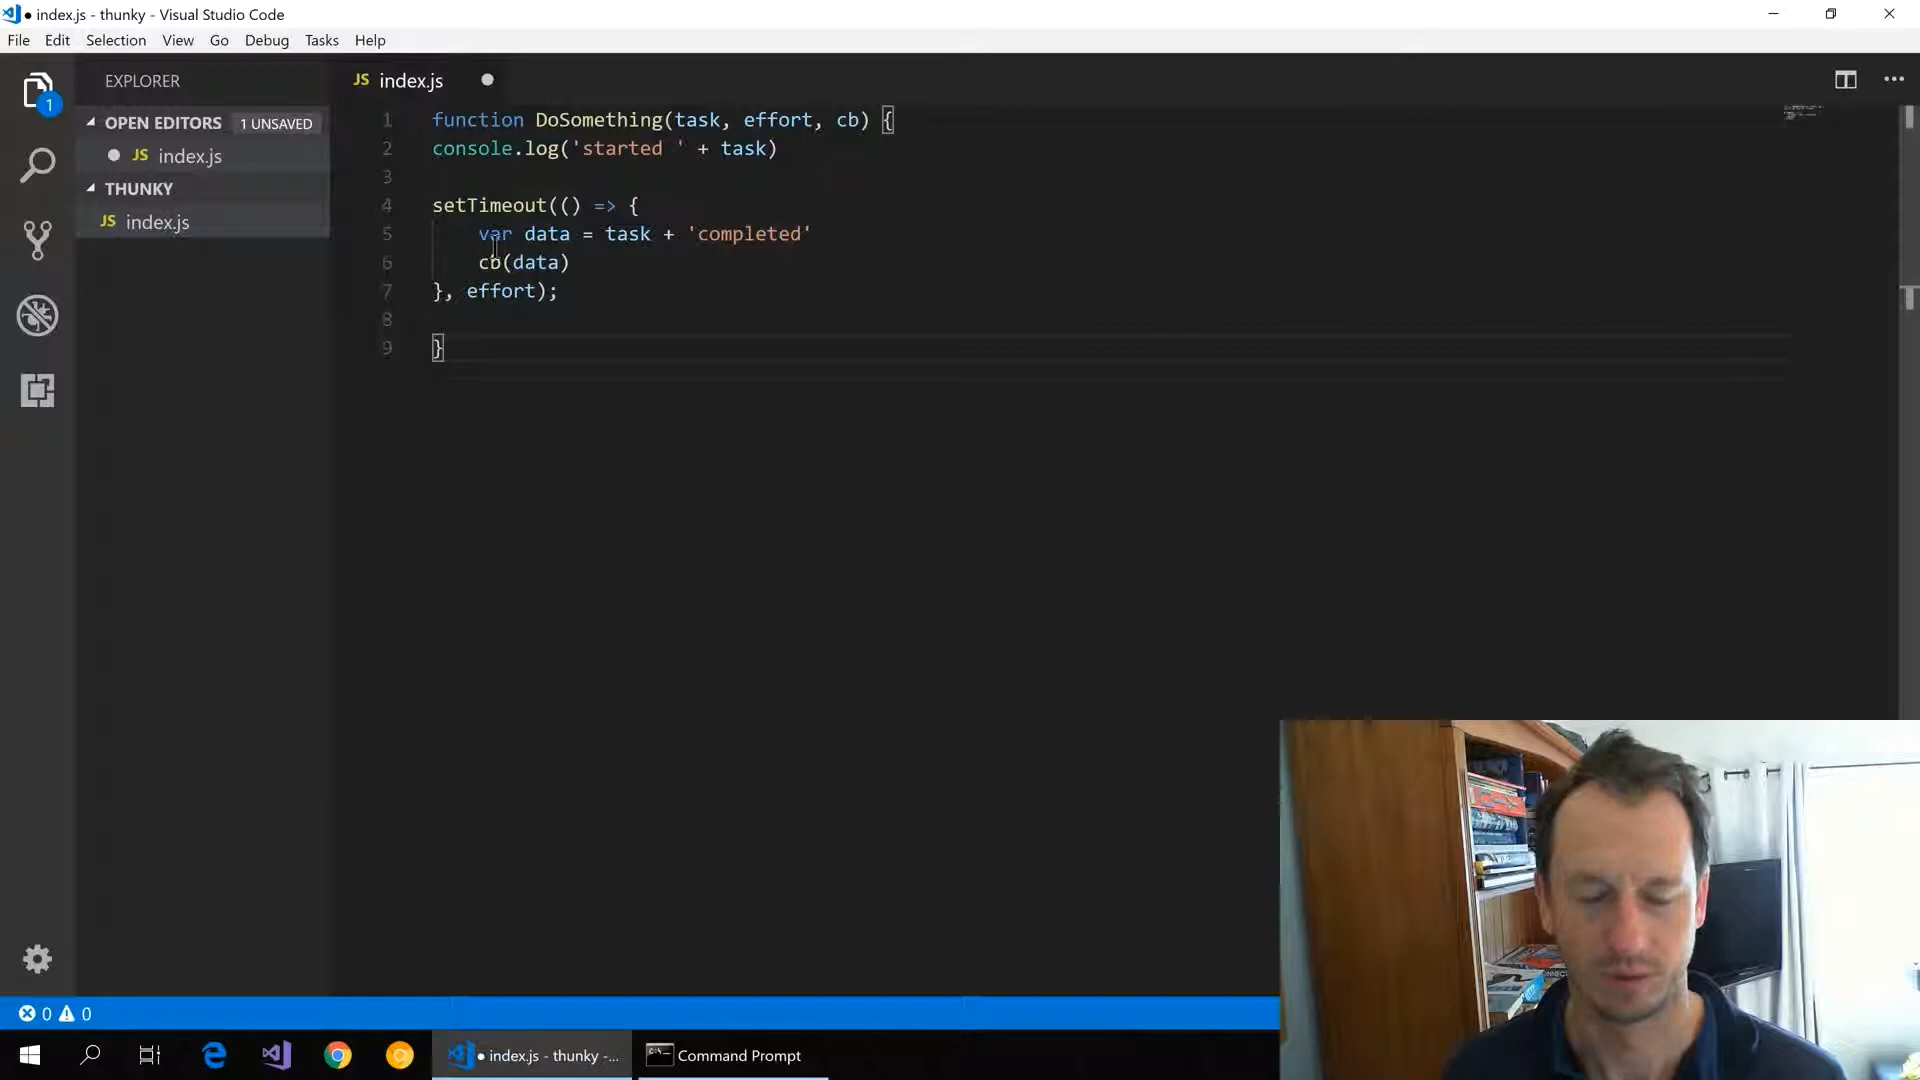 ● index.js - thunky - Visual Studio Code
File Edit Selection View Go Debug Tasks Help
EXPLORER
JS index.js
OPEN EDITORS 1 UNSAVED
JS index.js
THUNKY
JS index.js
1
1 function DoSomething(task, effort, cb) {
2 console.log('started ' + task)
3
4 setTimeout(() => {
5 var data = task + 'completed'
6 cb(data)
7 }, effort);
8
9 }
0 0
● index.js - thunky -...
C:\_
Command Prompt